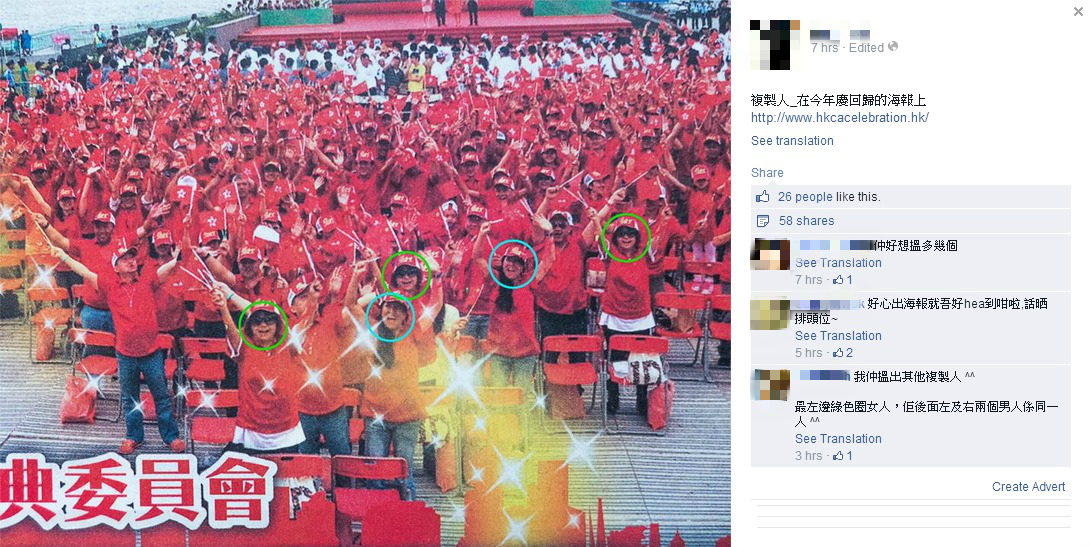 典委員會
×
7 hrs · Edited
複製人_在今年慶回歸的海報上
http://www.hkcacelebration.hk/
See translation
Share
26 people like this.
58 shares
仲好想搵多幾個
See Translation
7 hrs · 1
k 好心出海報就吾好hea到咁啦,話晒
排頭位~
See Translation
5 hrs · 2
我仲搵出其他複製人 ^^
最左邊綠色圈女人，佢後面左及右兩個男人係同一
人 ^^
See Translation
3 hrs · 1
Create Advert